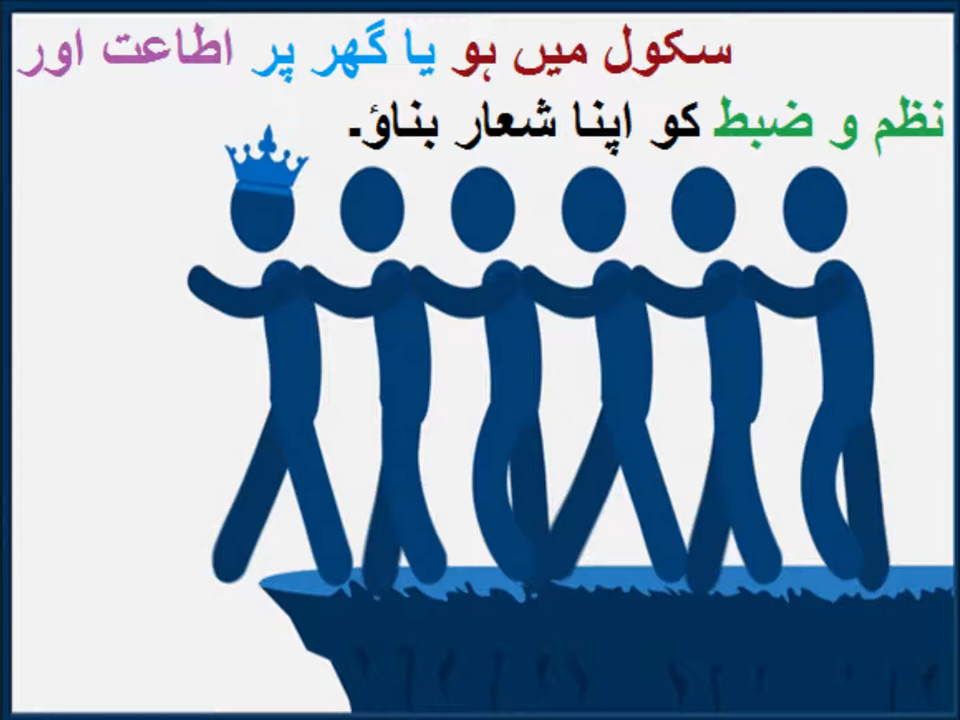 سکول میں ہو یا گھر پر اطاعت اور
نظم و ضبط کو اپنا شعار بناؤ۔